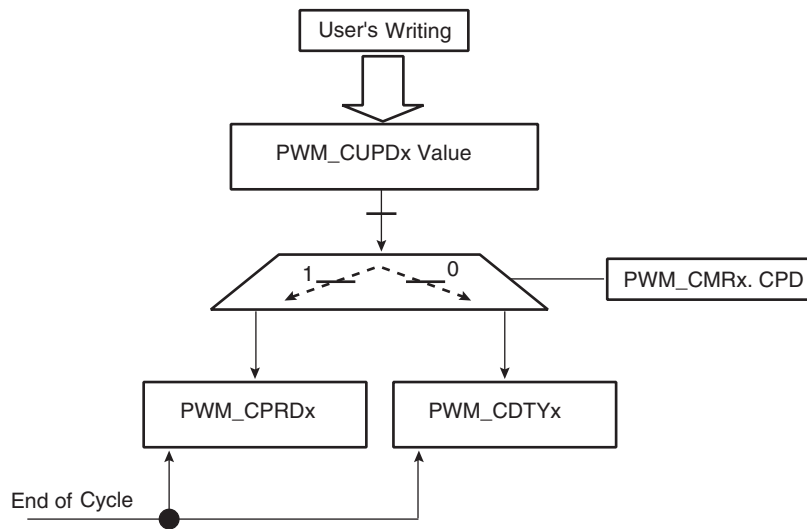 User's Writing
PWM_CUPDx Value
1
0
PWM_CMRx. CPD
PWM_CPRDx
PWM_CDTYx
End of Cycle